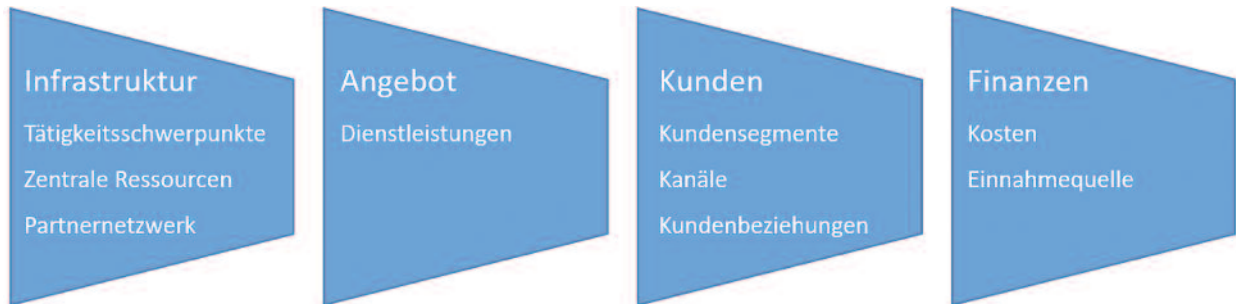 Infrastruktur
Tätigkeitsschwerpunkte
Zentrale Ressourcen
Partnernetzwerk
Angebot
Dienstleistungen
Kunden
Kundensegmente
Kanäle
Kundenbeziehungen
Finanzen
Kosten
Einnahmequelle